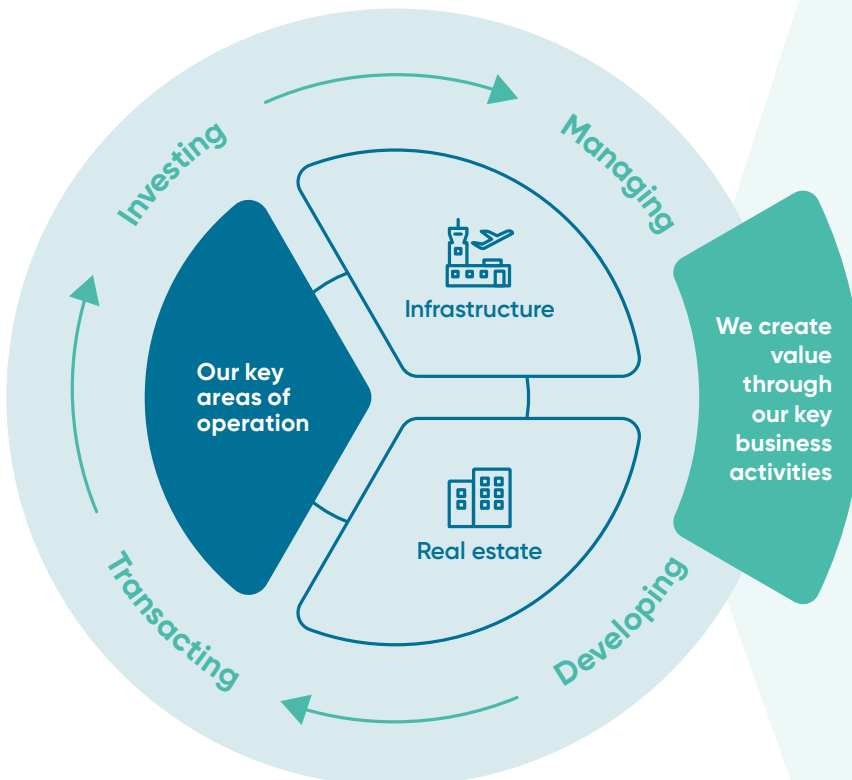 Investing
Managing
Infrastructure
Our key
areas of
operation
We create
value
through
our key
business
activities
Real estate
Transacting
Developing